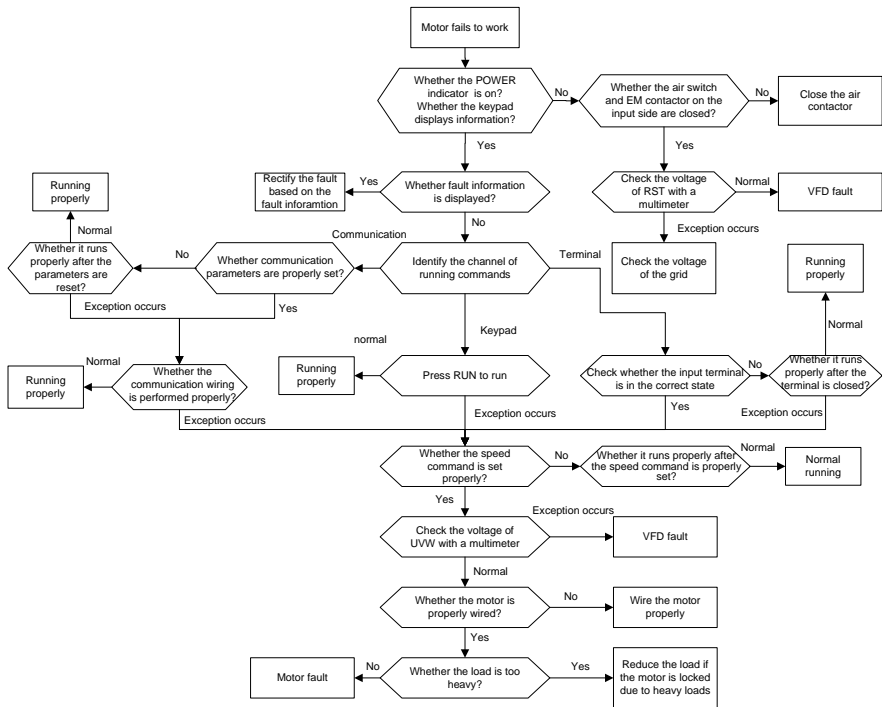 Motor fails to work
Whether the POWER
indicator is on?
Whether the keypad
displays information?
No
Whether the air switch
and EM contactor on the
input side are closed?
No
Close the air
contactor
Yes
Yes
Rectify the fault
based on the
fault inforamtion
Yes
Whether fault information
is displayed?
Check the voltage
of RST with a
multimeter
Normal
VFD fault
Running
properly
Normal
No
Exception occurs
Communication
Whether it runs
properly after the
parameters are
reset?
No
Whether communication
parameters are properly set?
Identify the channel of
running commands
Terminal
Check the voltage
of the grid
Running
properly
Exception occurs
Yes
Keypad
Normal
Running
properly
Normal
Whether the
communication wiring
is performed properly?
normal
Running
properly
Press RUN to run
Check whether the input terminal
is in the correct state
No
Whether it runs
properly after the
terminal is closed?
Exception occurs
Exception occurs
Yes
Exception occurs
Whether the speed
command is set
properly?
No
Whether it runs properly after
the speed command is properly
set?
Normal
Normal
running
Yes
Exception occurs
Check the voltage of
UVW with a multimeter
VFD fault
Normal
Whether the motor is
properly wired?
No
Wire the motor
properly
Yes
Motor fault
No
Whether the load is too
heavy?
Yes
Reduce the load if
the motor is locked
due to heavy loads